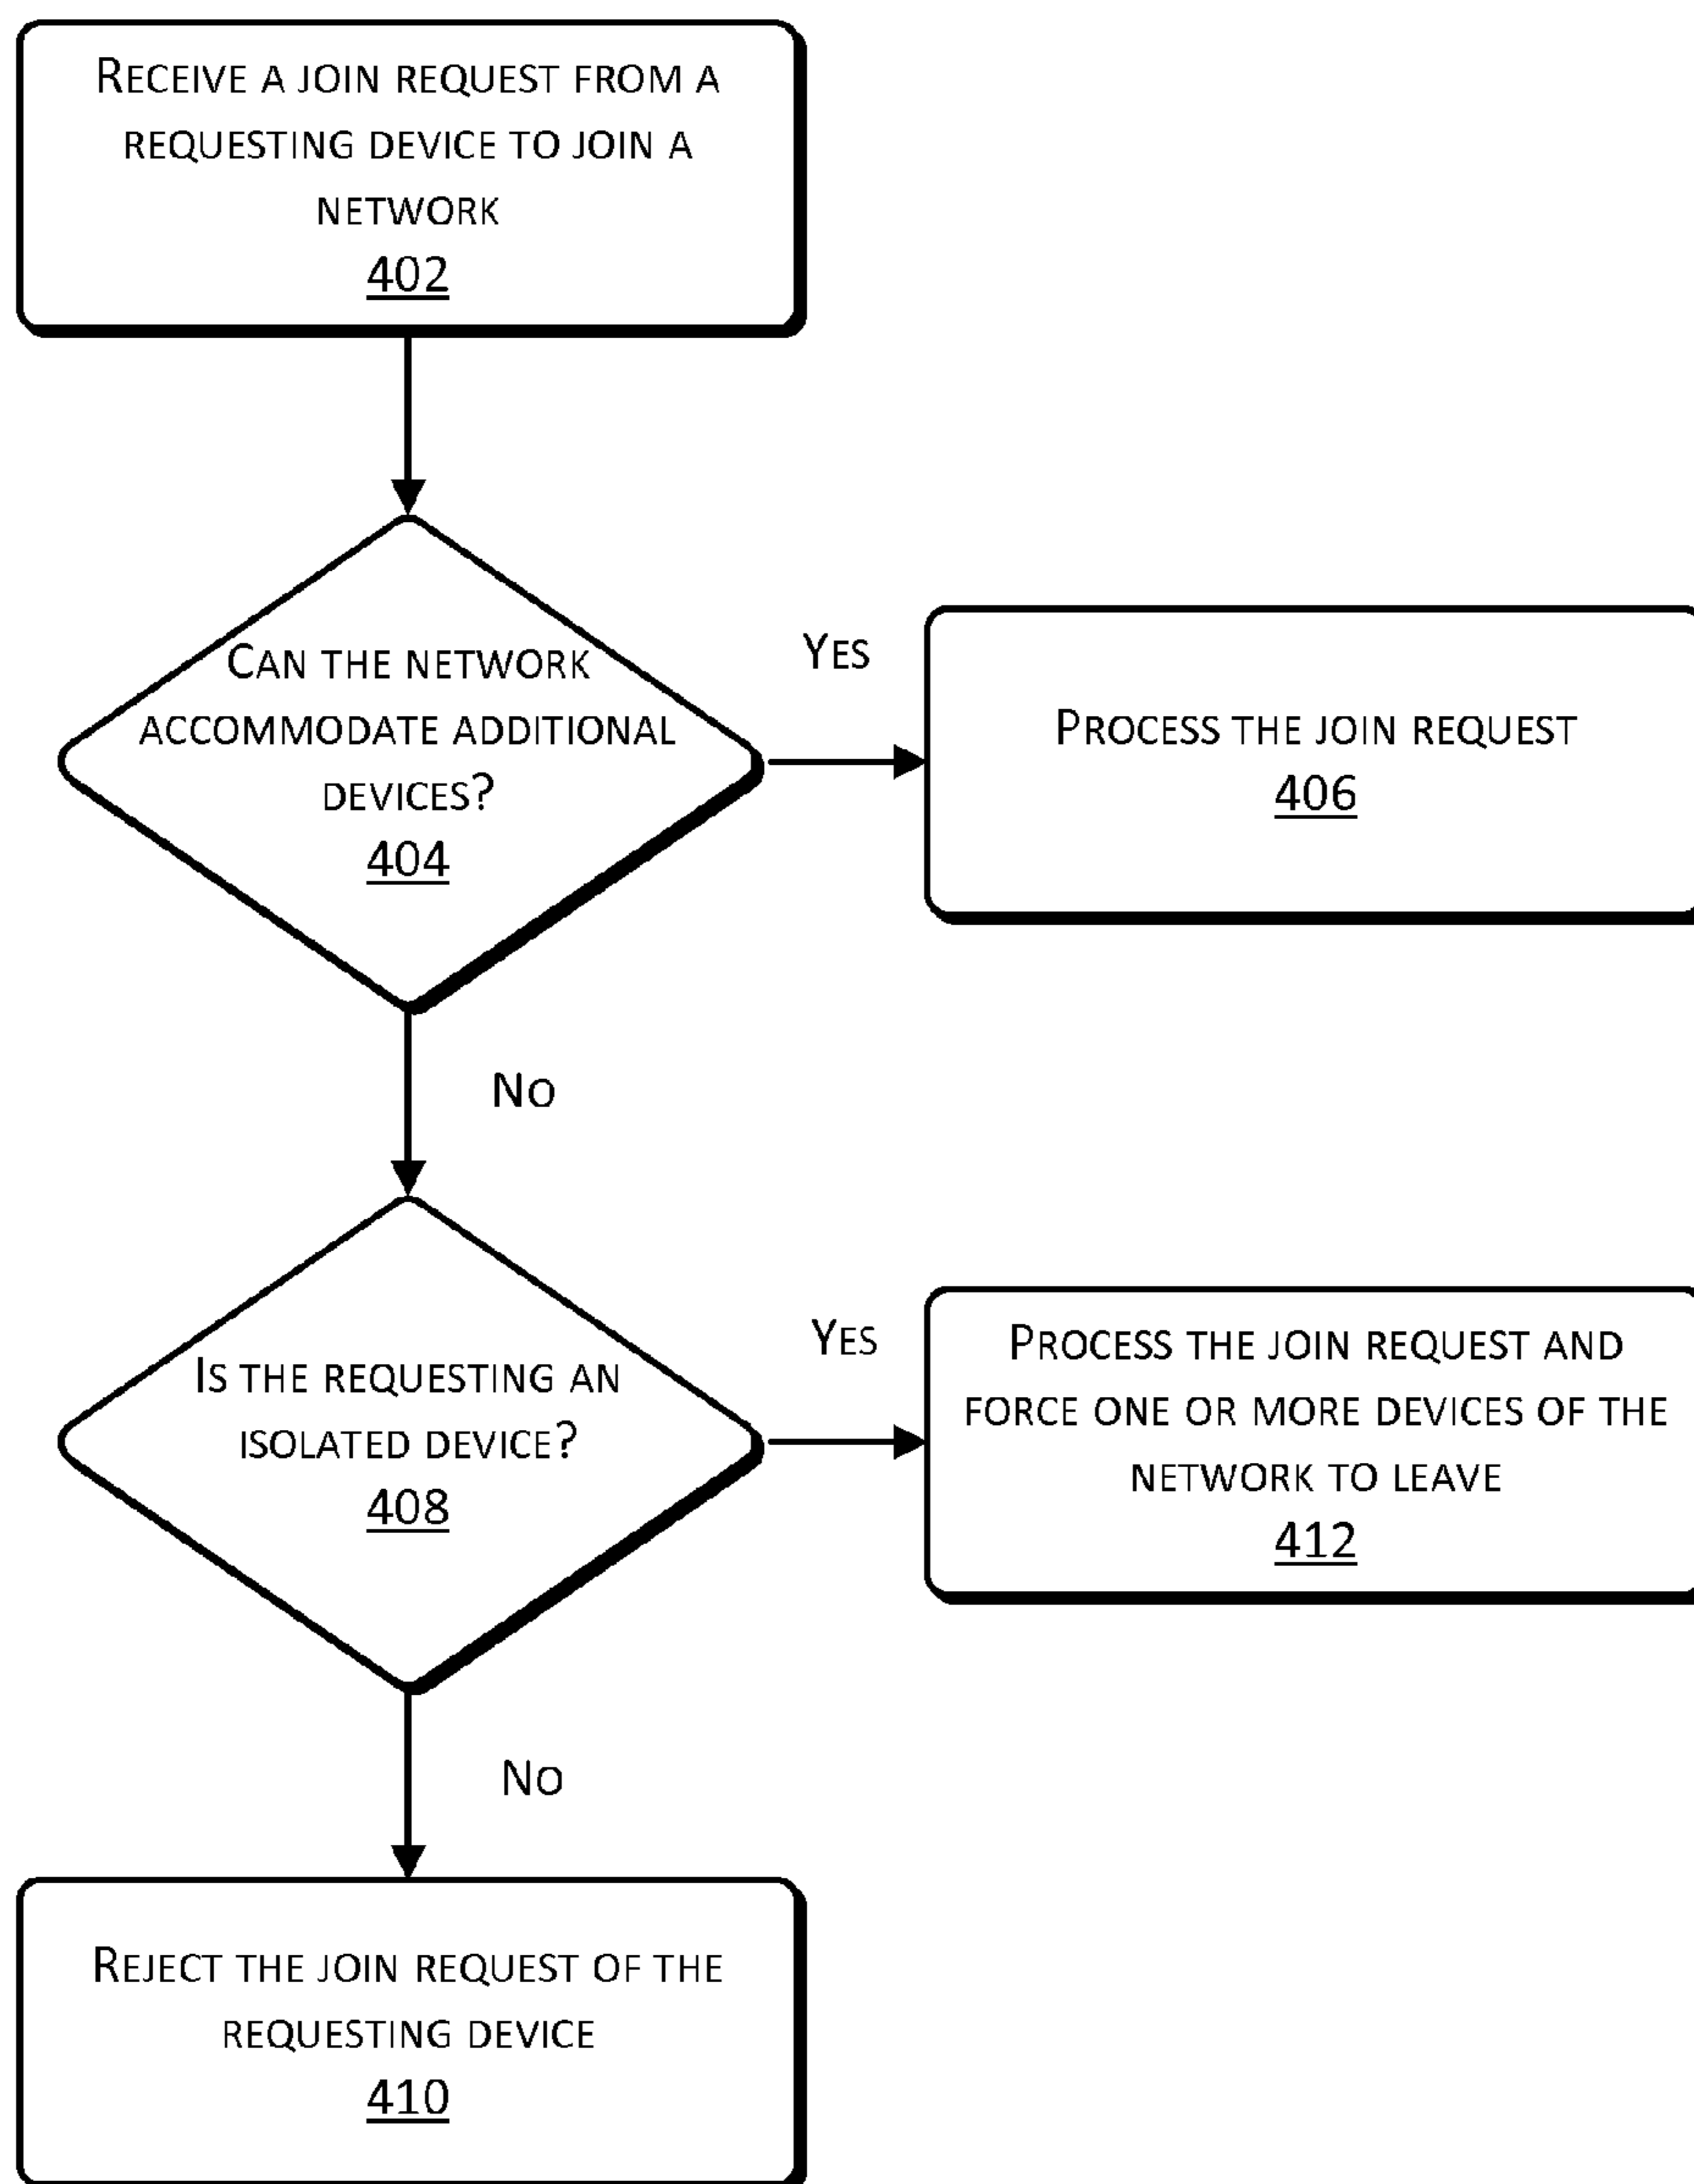 RECEIVE A JOIN REQUEST FROM A
REQUESTING DEVICE TO JOIN A
NETWORK
402
CAN THE NETWORK
ACCOMMODATE ADDITIONAL
DEVICES?
404
YES
PROCESS THE JOIN REQUEST
406
NO
IS THE REQUESTING AN
ISOLATED DEVICE?
408
YES
PROCESS THE JOIN REQUEST AND
FORCE ONE OR MORE DEVICES OF THE
NETWORK TO LEAVE
412
NO
REJECT THE JOIN REQUEST OF THE
REQUESTING DEVICE
410